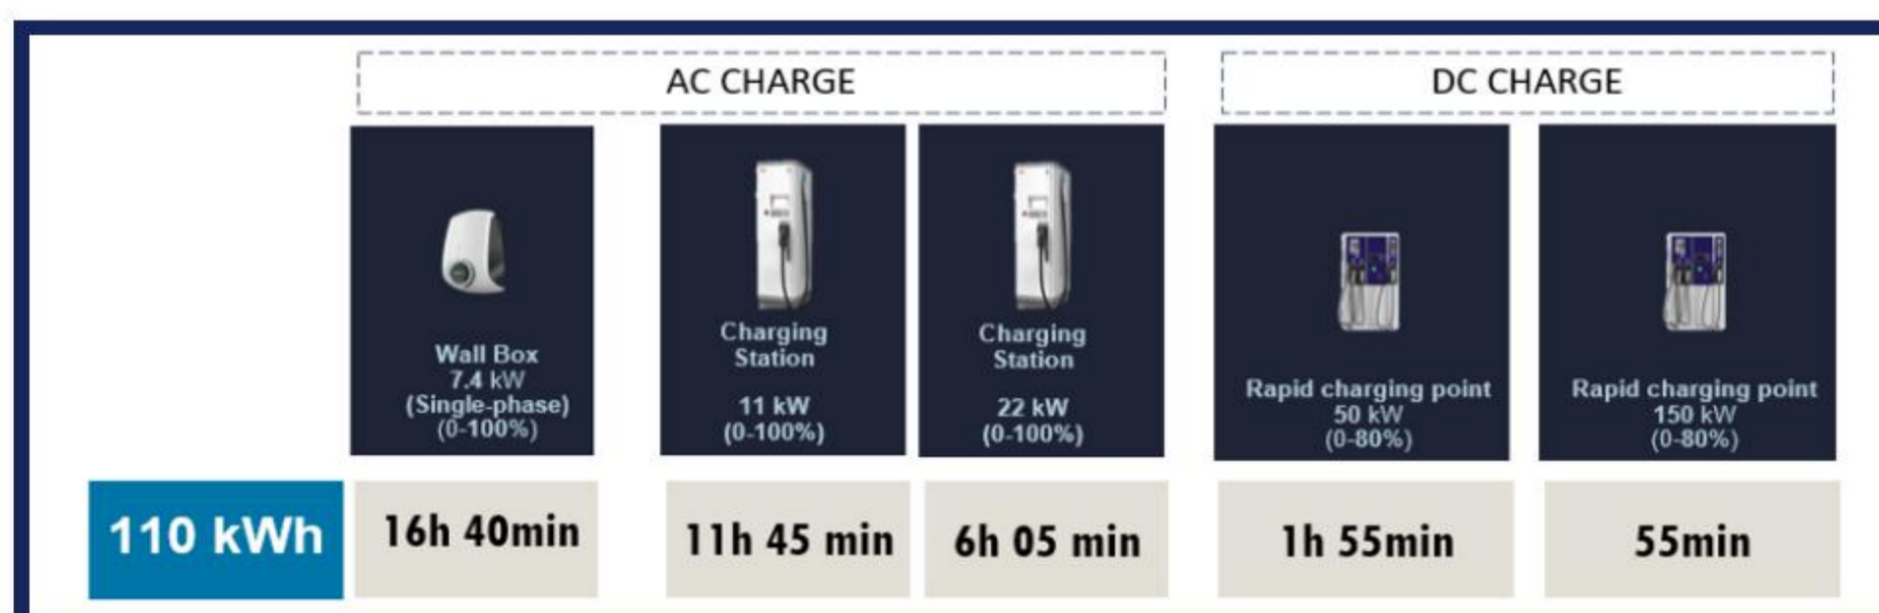 AC CHARGE
DC CHARGE
Wall Box
7.4 kW
(Single-phase)
(0-100%)
Charging
Station
11 kW
(0-100%)
Charging
Station
22 kW
(0-100%)
Rapid charging point
50 kW
(0-80%)
Rapid charging point
150 kW
(0-80%)
110 kWh
16h 40min
11h 45 min
6h 05 min
1h 55min
55min